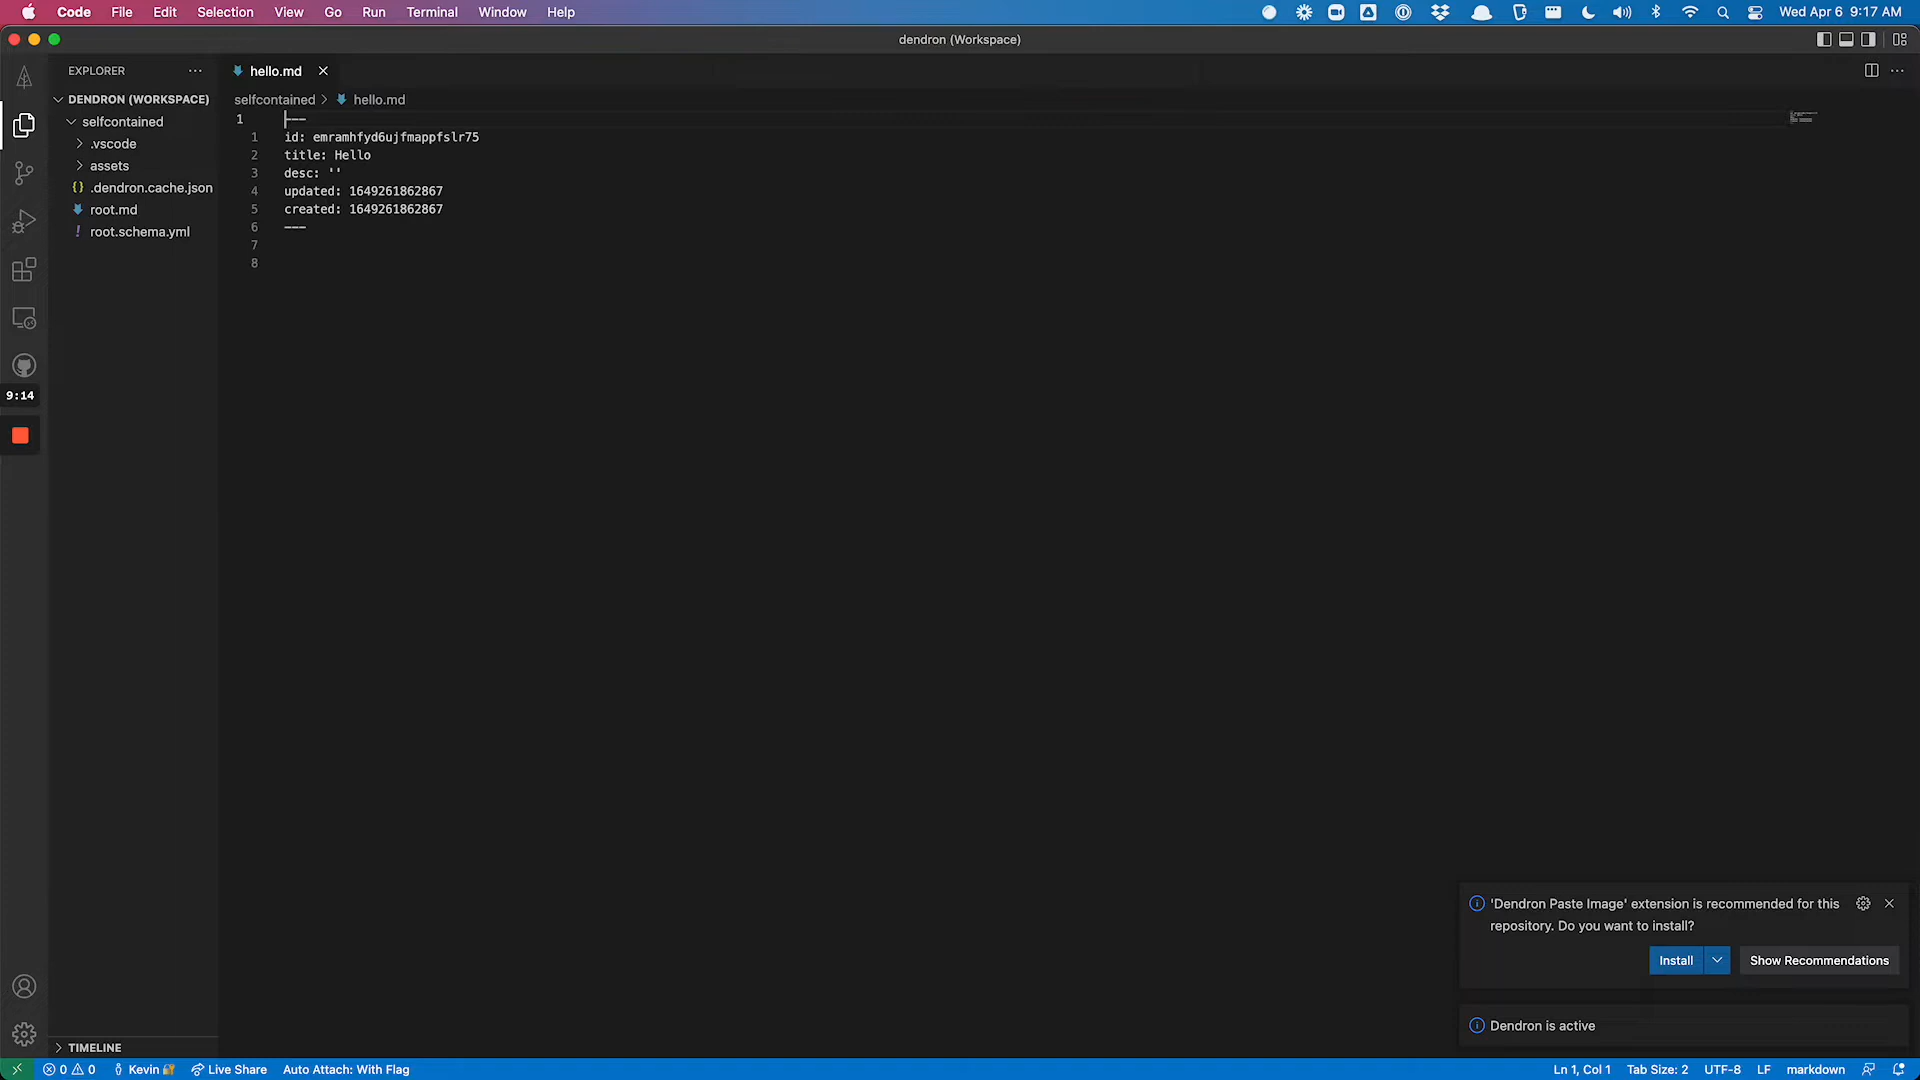 Code File Edit Selection View Go Run Terminal Window Help Wed Apr 6 9:17 AM
dendron (Workspace)
EXPLORER
hello.md
DENDRON (WORKSPACE)
selfcontained
.vscode
assets
.dendron.cache.json
root.md
root.schema.yml
selfcontained > hello.md
1 ---
1 id: emramhfyd6ujfmappfslr75
2 title: Hello
3 desc: ''
4 updated: 1649261862867
5 created: 1649261862867
6 ---
7
8
9:14
'Dendron Paste Image' extension is recommended for this
repository. Do you want to install?
Install
Show Recommendations
Dendron is active
TIMELINE
0 0 Kevin Live Share Auto Attach: With Flag Ln 1, Col 1 Tab Size: 2 UTF-8 LF markdown